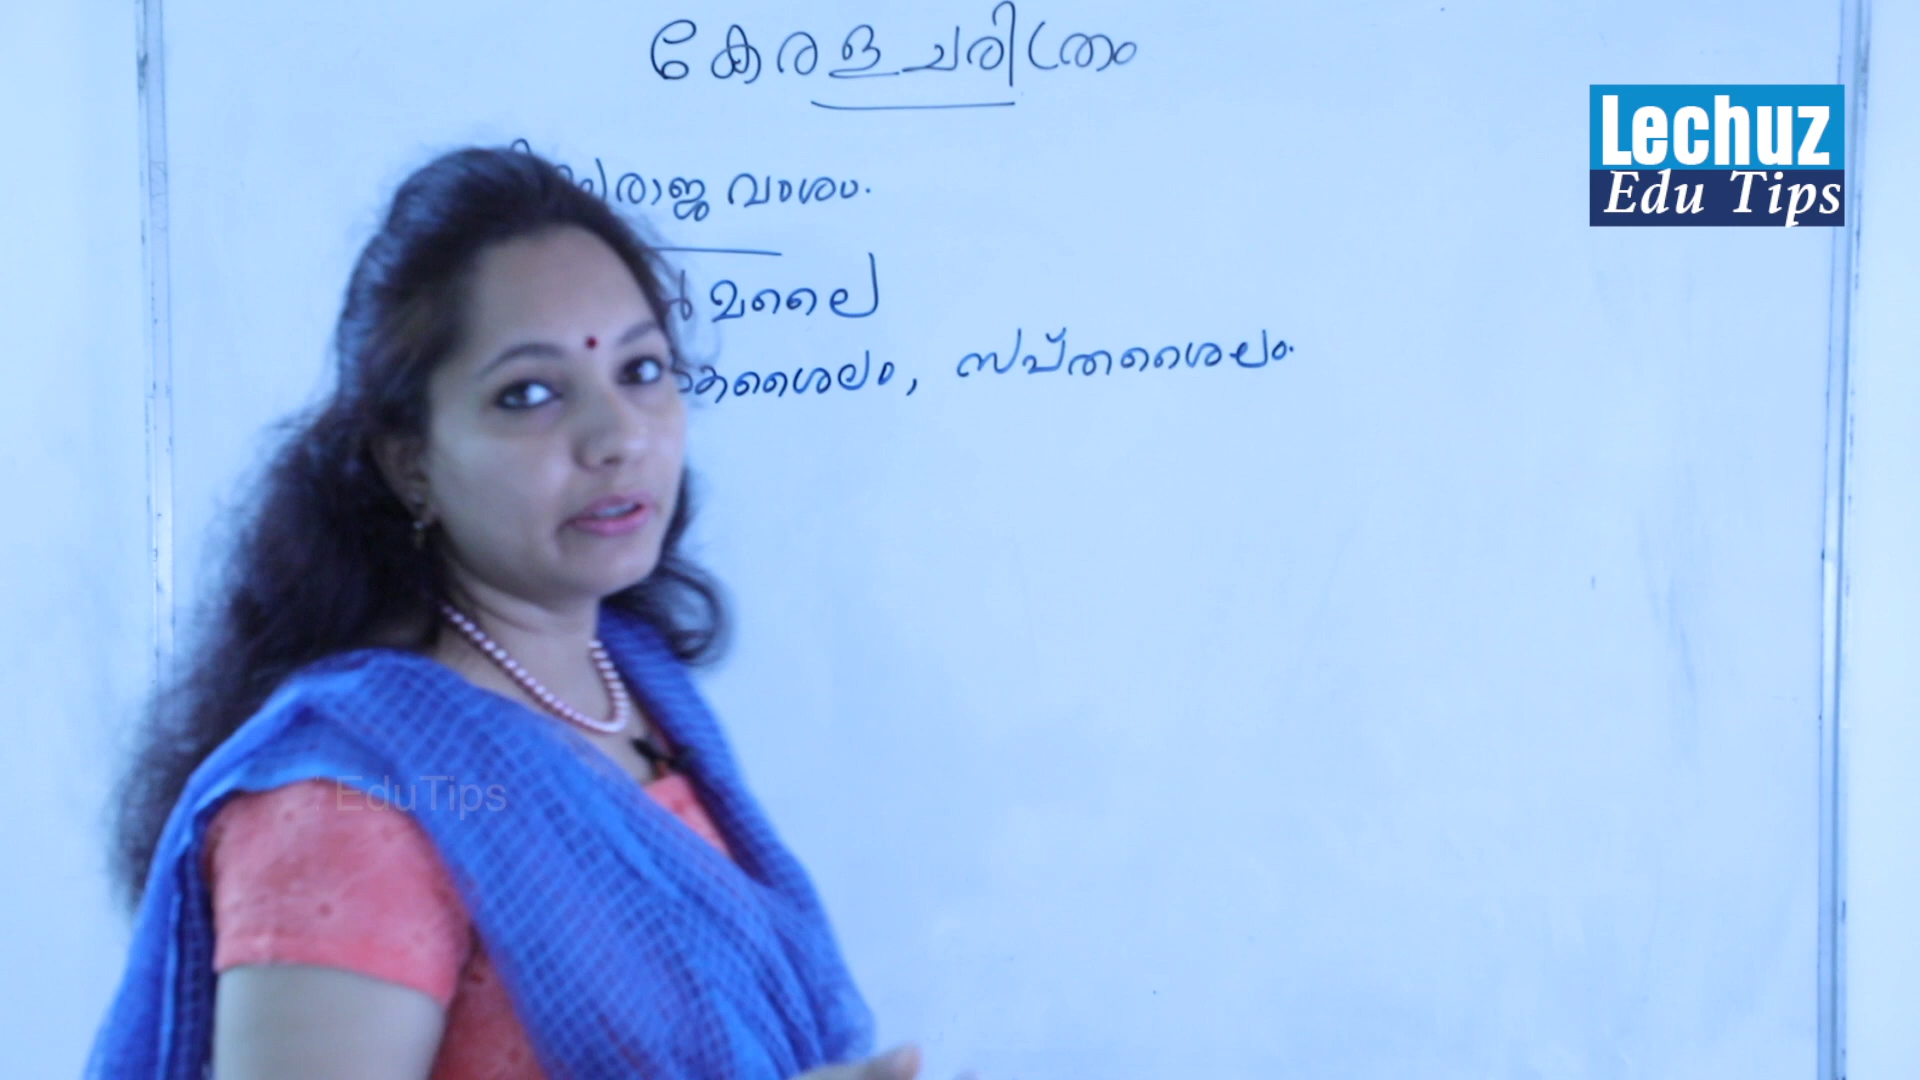 കേരളചരിത്രം
രാജ വംശം.
മലൈ
ശൈലം, സപ്തശൈലം.
Lechuz
Edu Tips
EduTips